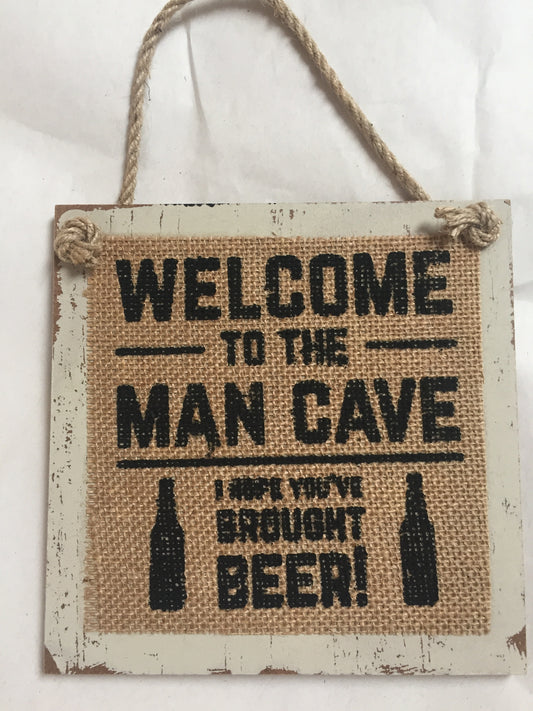 WELCOME
TO THE
MAN CAVE
I HOPE YOU'VE
BROUGHT
BEER!